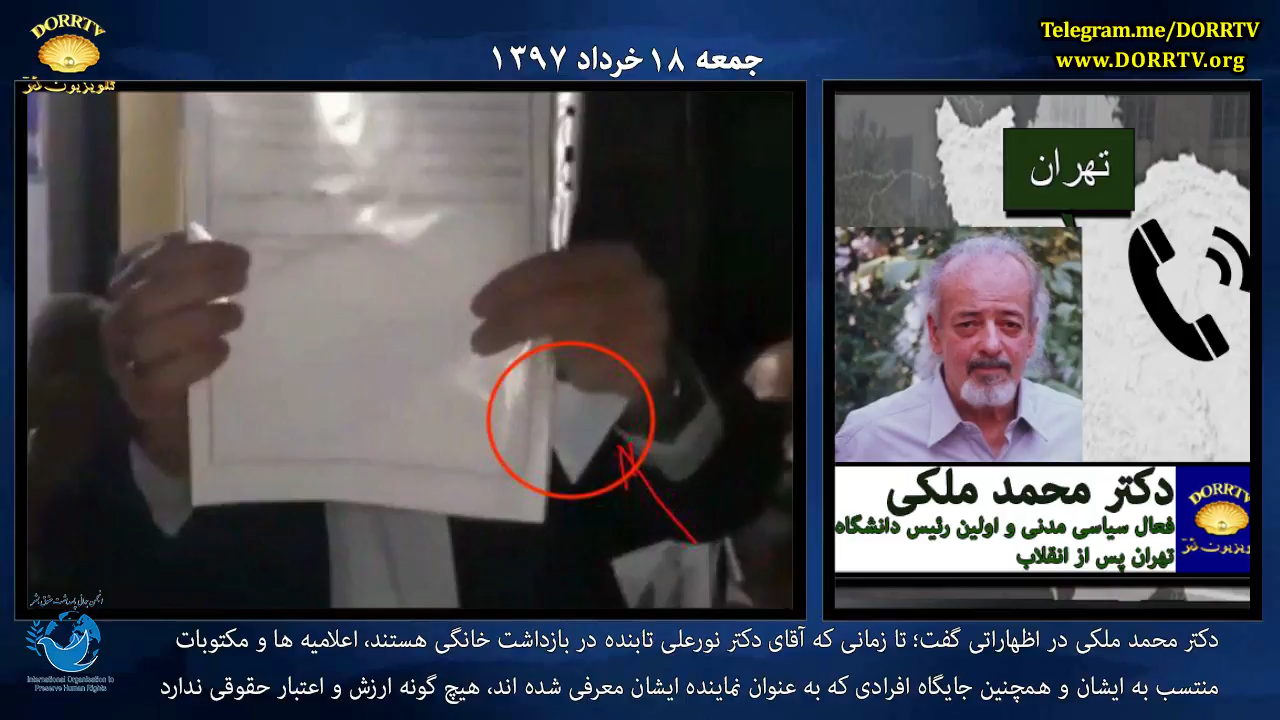 DORRTV
تلویزیون دُرّ
جمعه ۱۸ خرداد ۱۳۹۷
Telegram.me/DORRTV
www.DORRTV.org
تهران
دکتر محمد ملکی
فعال سیاسی مدنی و اولین رئیس دانشگاه
تهران پس از انقلاب
DORRTV
دکتر محمد ملکی در اظهاراتی گفت؛ تا زمانی که آقای دکتر نورعلی تابنده در بازداشت خانگی هستند، اعلامیه ها و مکتوبات
منتسب به ایشان و همچنین جایگاه افرادی که به عنوان نماینده ایشان معرفی شده اند، هیچ گونه ارزش و اعتبار حقوقی ندارد
International Organisation to
Preserve Human Rights